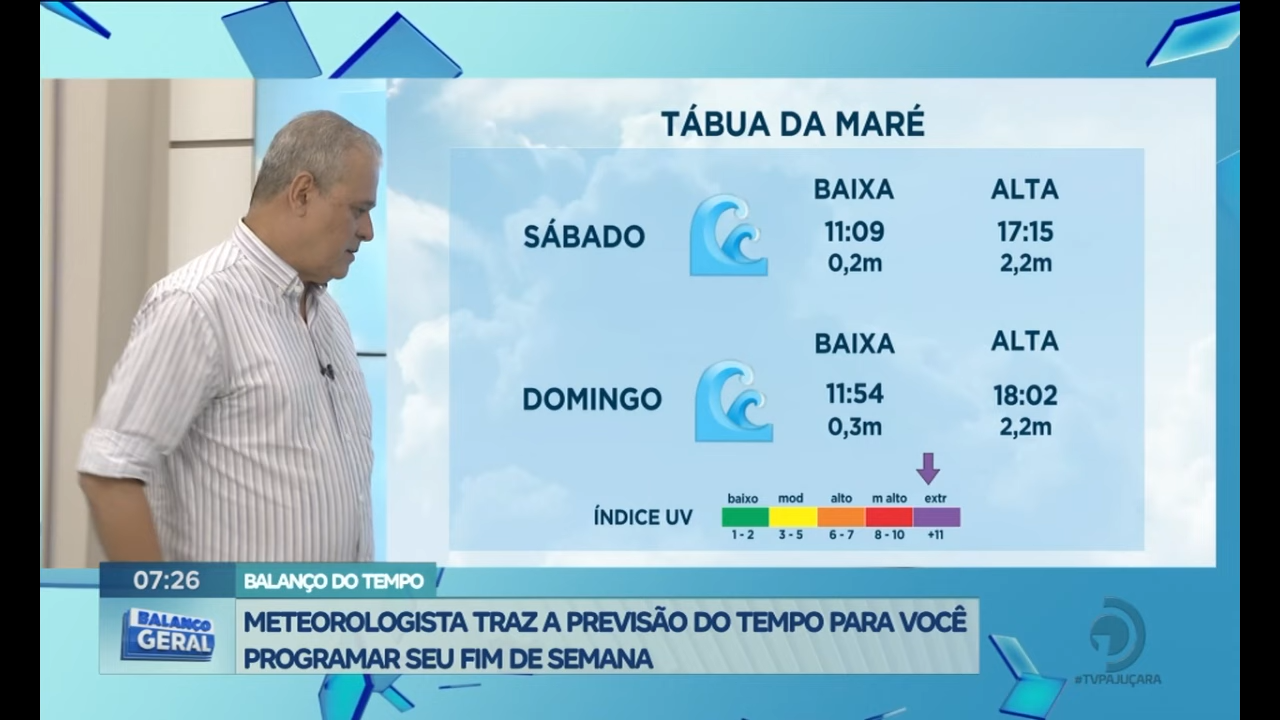 TÁBUA DA MARÉ
BAIXA ALTA
SÁBADO 11:09 17:15
0,2m 2,2m
BAIXA ALTA
DOMINGO 11:54 18:02
0,3m 2,2m
baixo mod alto m alto extr
ÍNDICE UV
1 - 2 3 - 5 6 - 7 8 - 10 +11
07:26 BALANÇO DO TEMPO
BALANÇO GERAL
METEOROLOGISTA TRAZ A PREVISÃO DO TEMPO PARA VOCÊ
PROGRAMAR SEU FIM DE SEMANA
#TVPAJUÇARA